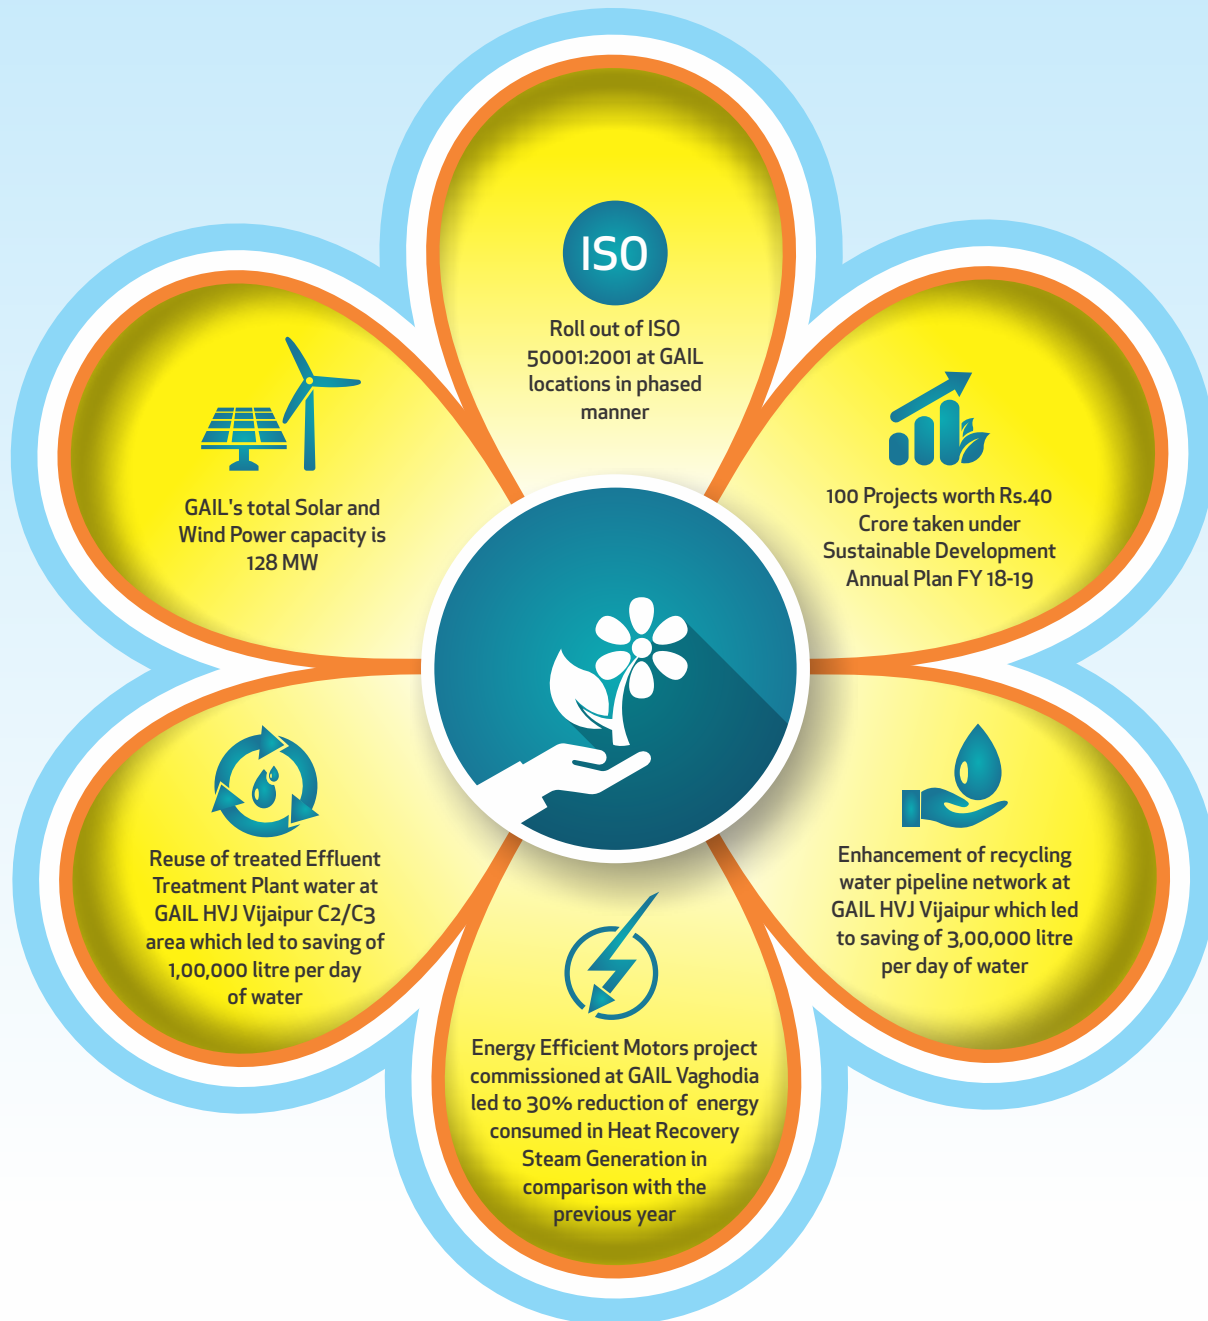 ISO
Roll out of ISO
50001:2001 at GAIL
locations in phased
manner
GAIL's total Solar and
Wind Power capacity is
128 MW
100 Projects worth Rs.40
Crore taken under
Sustainable Development
Annual Plan FY 18-19
Reuse of treated Effluent
Treatment Plant water at
GAIL HVJ Vijaipur C2/C3
area which led to saving of
1,00,000 litre per day
of water
Enhancement of recycling
water pipeline network at
GAIL HVJ Vijaipur which led
to saving of 3,00,000 litre
per day of water
Energy Efficient Motors project
commissioned at GAIL Vaghodia
led to 30% reduction of energy
consumed in Heat Recovery
Steam Generation in
comparison with the
previous year